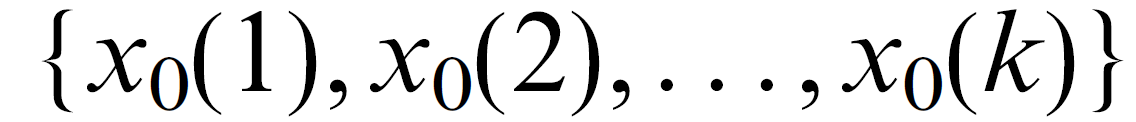 {x₀(1), x₀(2), . . . , x₀(k)}